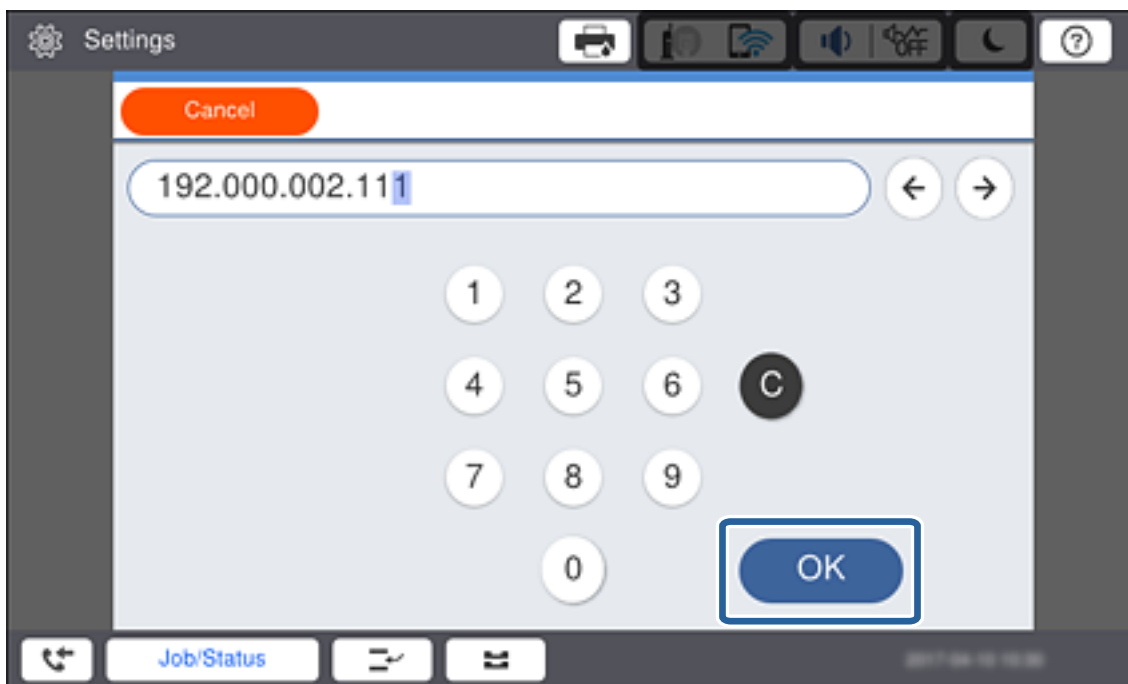 Settings
OFF
?
Cancel
192.000.002.111
1 2 3
4 5 6 C
7 8 9
0 OK
Job/Status